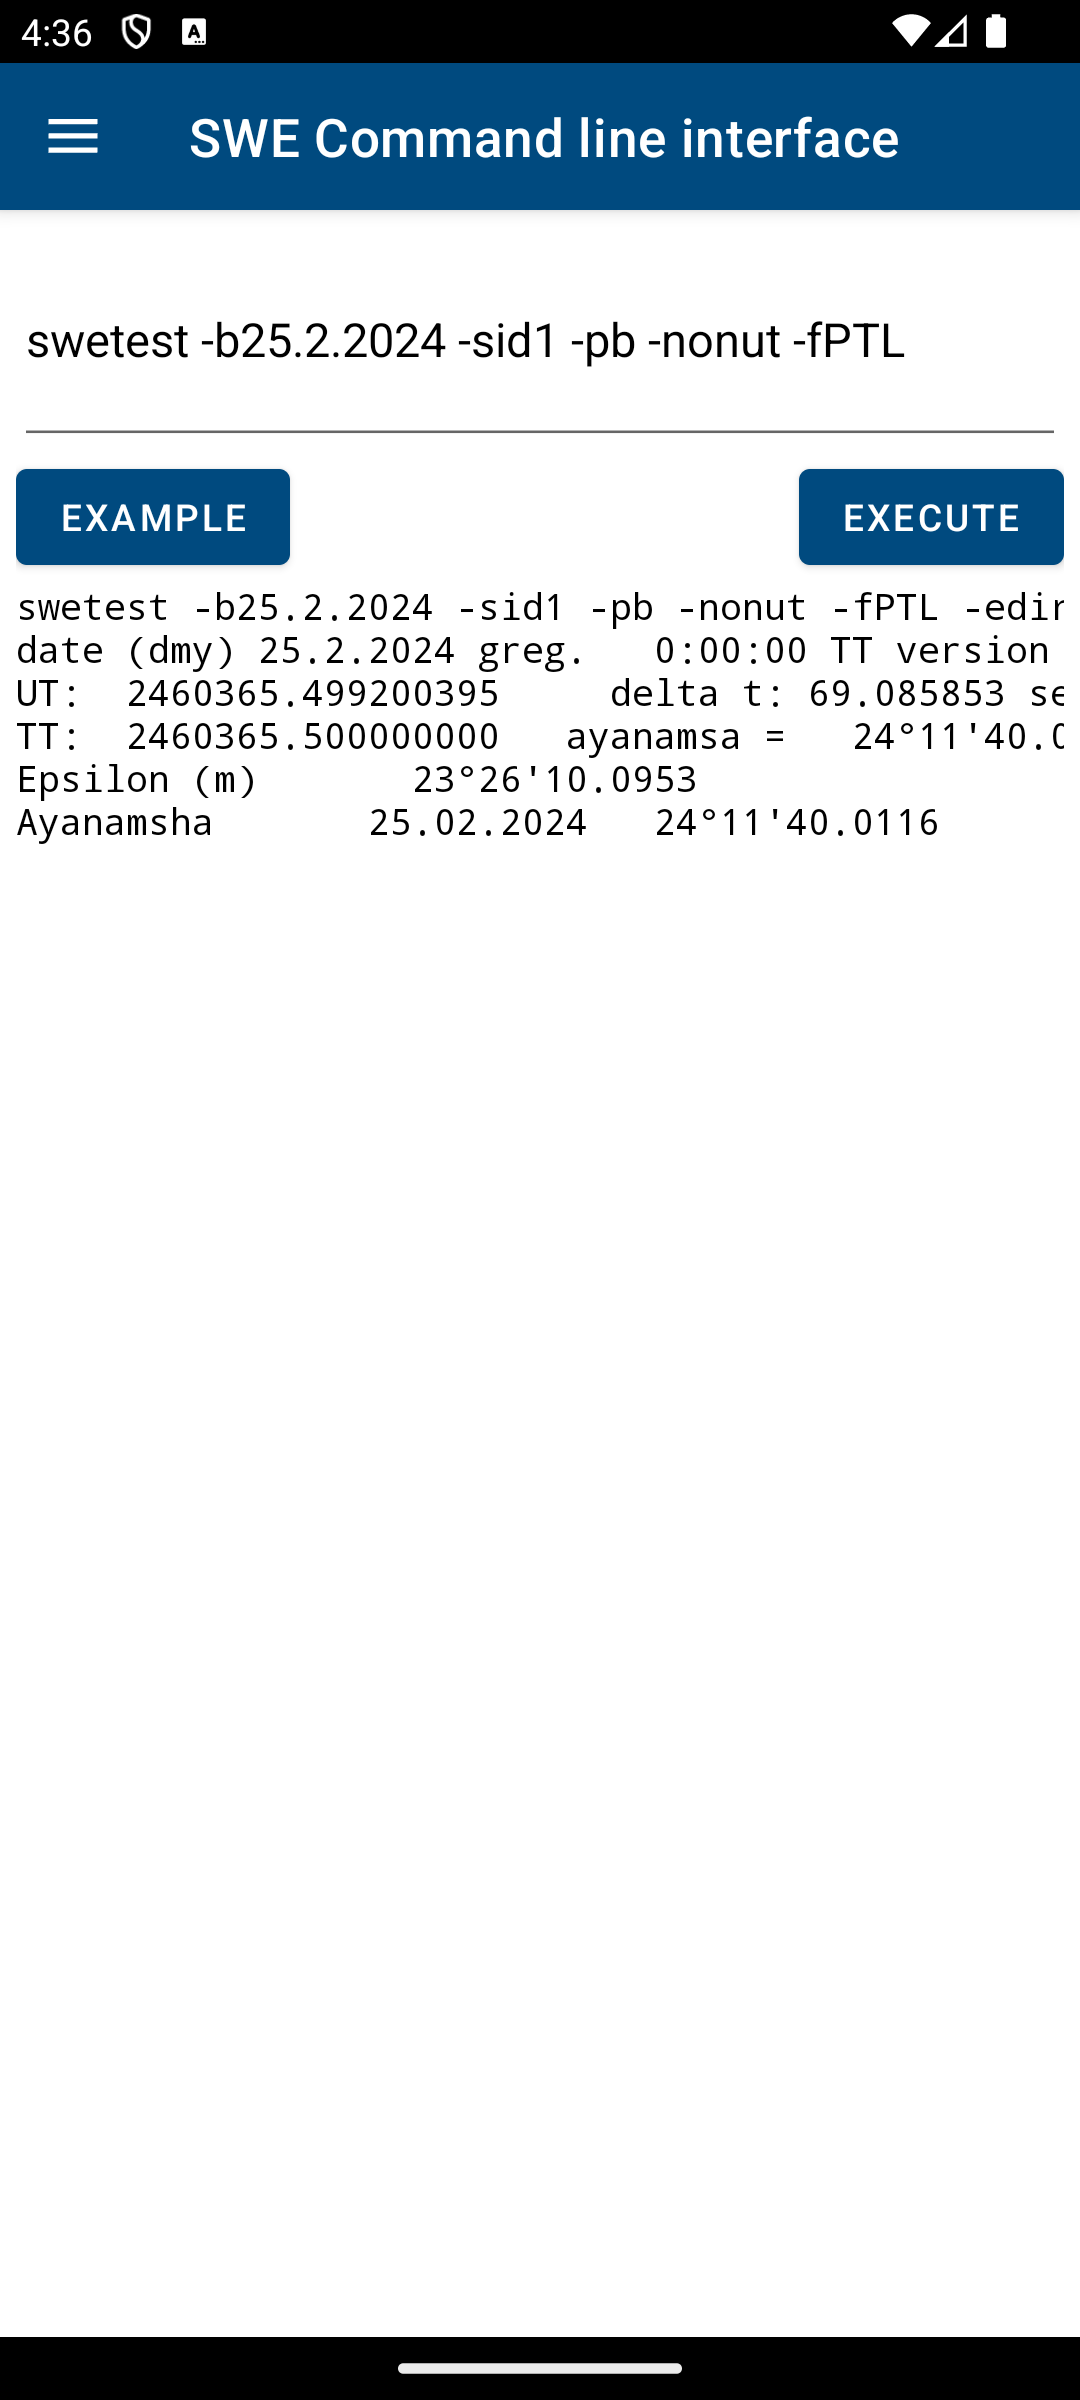 4:36
SWE Command line interface
swetest -b25.2.2024 -sid1 -pb -nonut -fPTL
EXAMPLE
EXECUTE
swetest -b25.2.2024 -sid1 -pb -nonut -fPTL
date (dmy) 25.2.2024 greg.   0:00:00 TT version
UT:  2460365.499200395     delta t: 69.085853
TT:  2460365.500000000   ayanamsa =   24°11'40.0
Epsilon (m)       23°26'10.0953
Ayanamsha       25.02.2024   24°11'40.0116